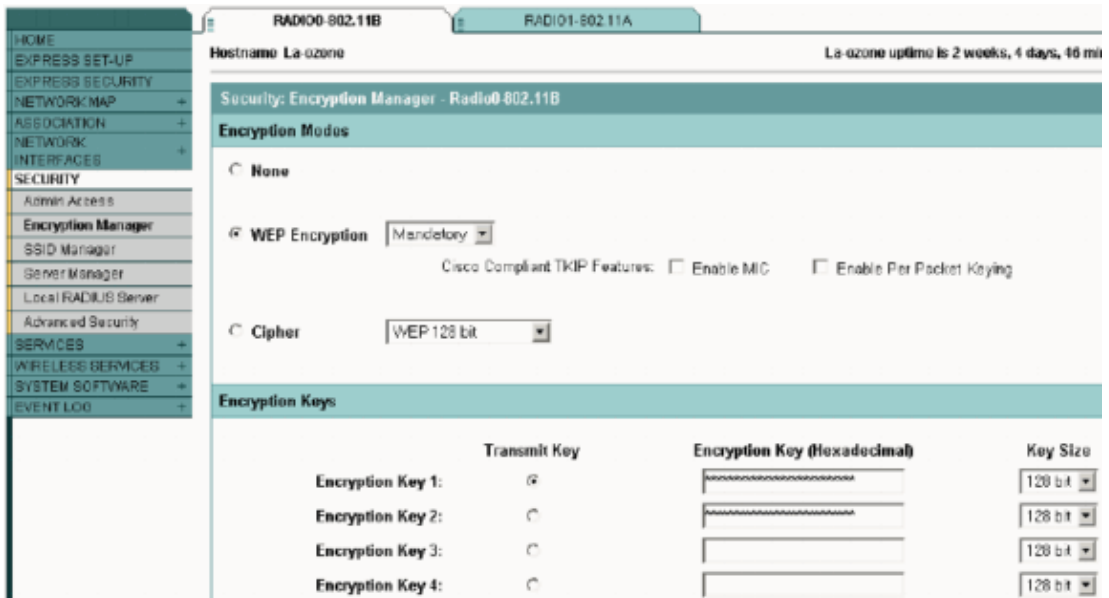 RADIO0-802.11B
RADIO1-802.11A
HOME
EXPRESS SET-UP
EXPRESS SECURITY
NETWORK MAP +
ASSOCIATION +
NETWORK INTERFACES +
SECURITY
Admin Access
Encryption Manager
SSID Manager
Server Manager
Local RADIUS Server
Advanced Security
SERVICES +
WIRELESS SERVICES +
SYSTEM SOFTWARE +
EVENT LOG +
Hostname La-ozone
La-ozone uptime is 2 weeks, 4 days, 46 min
Security: Encryption Manager - Radio0-802.11B
Encryption Modes
None
WEP Encryption Mandatory
Cisco Compliant TKIP Features: Enable MIC Enable Per Packet Keying
Cipher WEP 128 bit
Encryption Keys
Transmit Key Encryption Key (Hexadecimal) Key Size
Encryption Key 1: 128 bit
Encryption Key 2: 128 bit
Encryption Key 3: 128 bit
Encryption Key 4: 128 bit